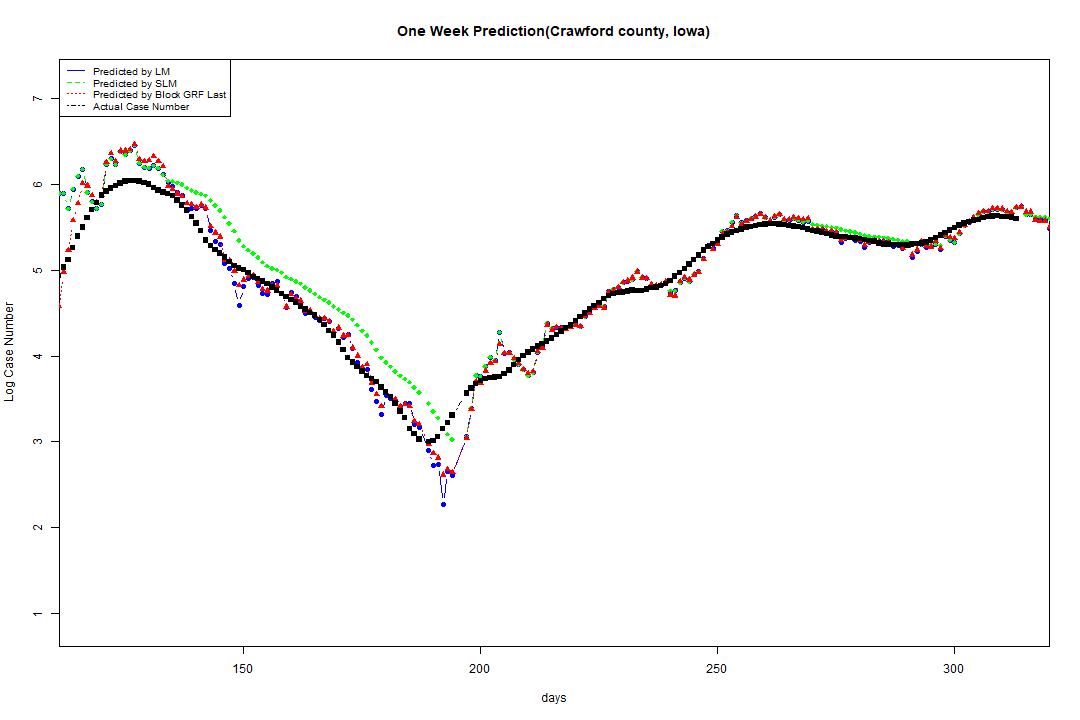 One Week Prediction(Crawford county, Iowa)
Predicted by LM
Predicted by SLM
Predicted by Block GRF Last
Actual Case Number
7
6
5
4
3
2
1
Log Case Number
150 200 250 300
days